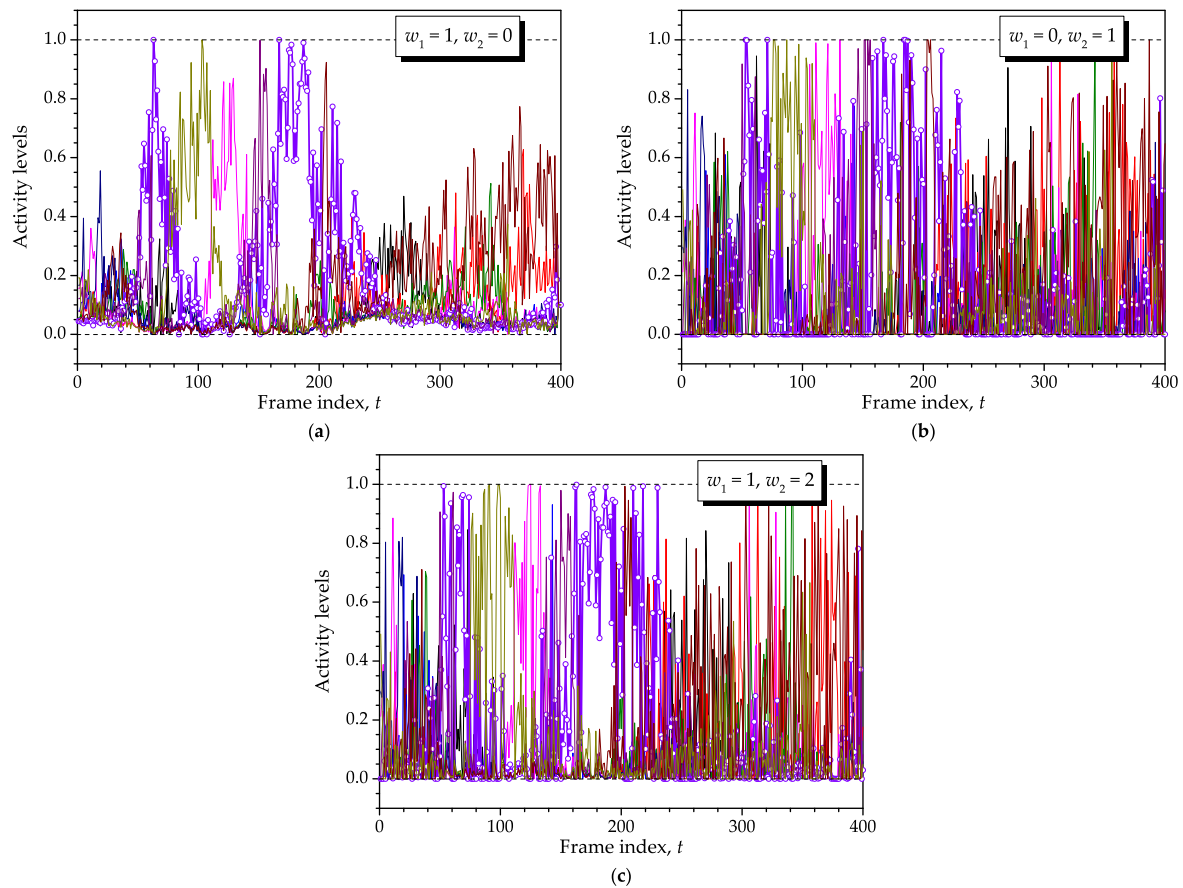 w1 = 1, w2 = 0
1.0
0.8
0.6
0.4
0.2
0.0
Activity levels
0 100 200 300 400
Frame index, t
(a)
w1 = 0, w2 = 1
1.0
0.8
0.6
0.4
0.2
0.0
Activity levels
0 100 200 300 400
Frame index, t
(b)
w1 = 1, w2 = 2
1.0
0.8
0.6
0.4
0.2
0.0
Activity levels
0 100 200 300 400
Frame index, t
(c)